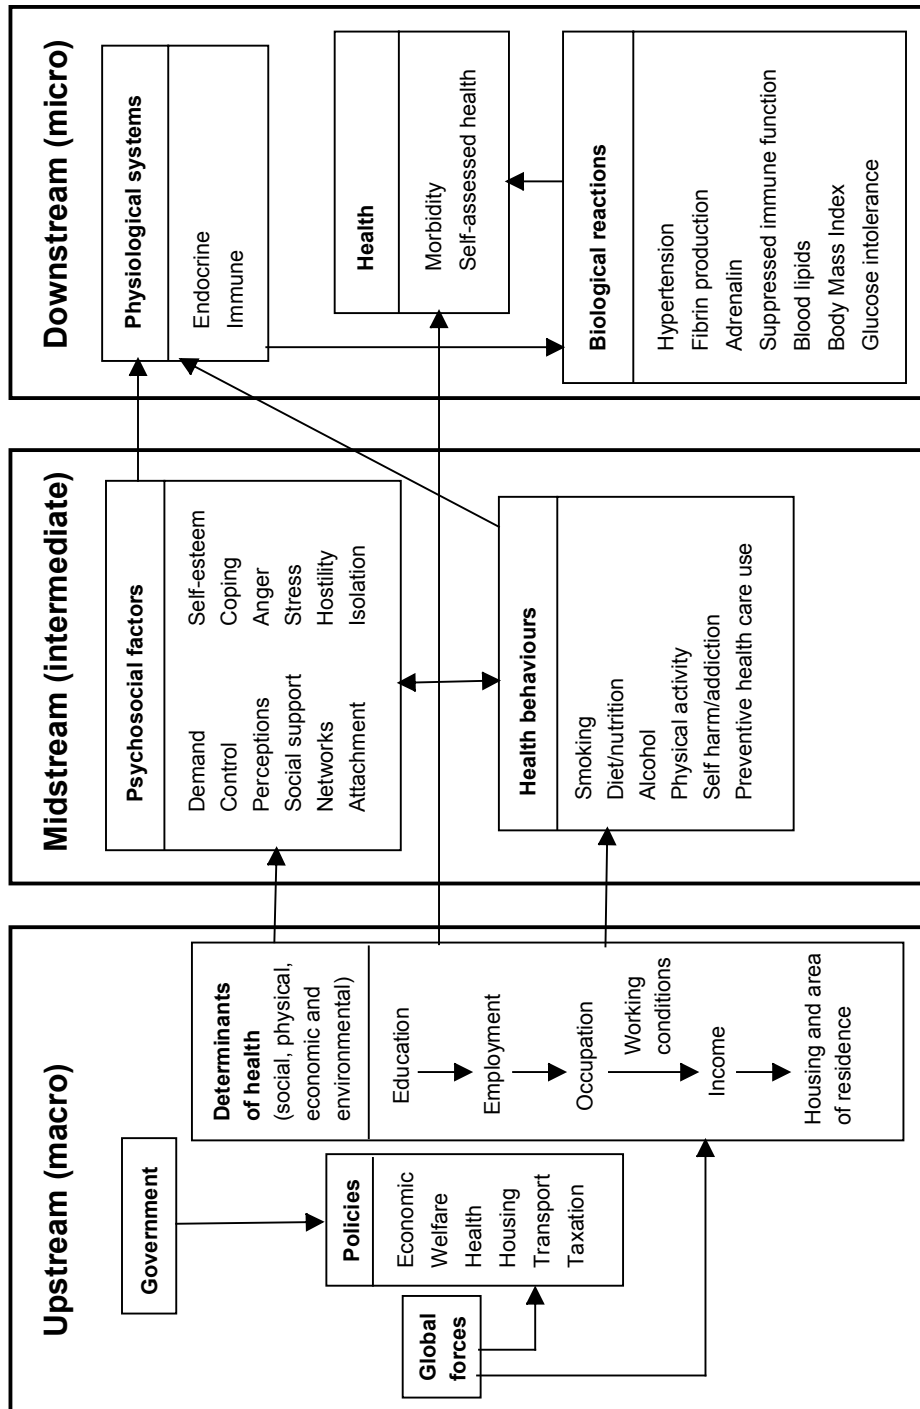 Upstream (macro)
Government
Policies
Economic
Welfare
Health
Housing
Transport
Taxation
Global
forces
Determinants
of health
(social, physical,
economic and
environmental)
Education
Employment
Occupation
Working
conditions
Income
Housing and area
of residence
Midstream (intermediate)
Psychosocial factors
Demand
Control
Perceptions
Social support
Networks
Attachment
Self-esteem
Coping
Anger
Stress
Hostility
Isolation
Health behaviours
Smoking
Diet/nutrition
Alcohol
Physical activity
Self harm/addiction
Preventive health care use
Downstream (micro)
Physiological systems
Endocrine
Immune
Health
Morbidity
Self-assessed health
Biological reactions
Hypertension
Fibrin production
Adrenalin
Suppressed immune function
Blood lipids
Body Mass Index
Glucose intolerance